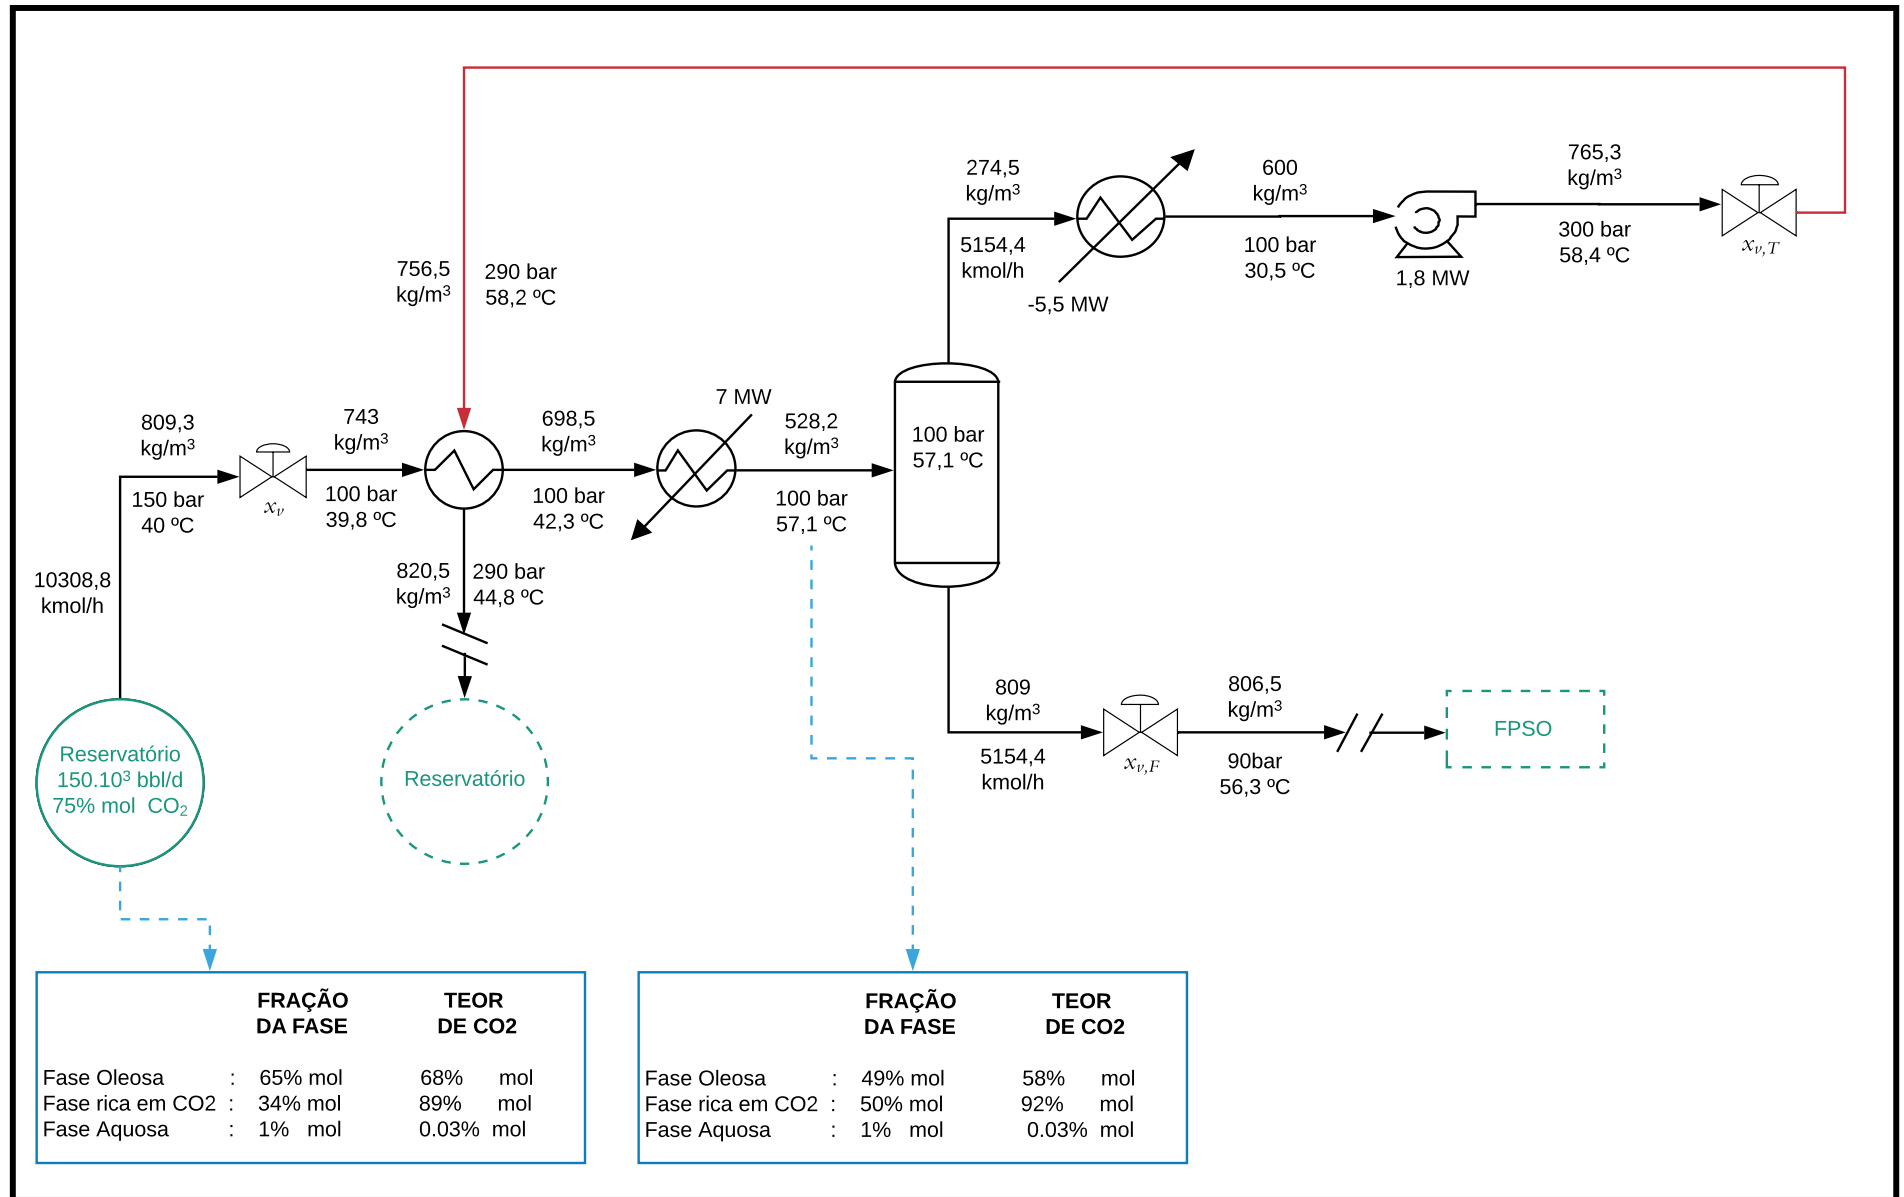 274,5
kg/m³
5154,4
kmol/h
-5,5 MW
600
kg/m³
100 bar
30,5 ºC
1,8 MW
765,3
kg/m³
300 bar
58,4 ºC
xᵥ,T
756,5
kg/m³
290 bar
58,2 ºC
809,3
kg/m³
150 bar
40 ºC
xᵥ
743
kg/m³
100 bar
39,8 ºC
698,5
kg/m³
100 bar
42,3 ºC
7 MW
528,2
kg/m³
100 bar
57,1 ºC
100 bar
57,1 ºC
10308,8
kmol/h
820,5
kg/m³
290 bar
44,8 ºC
809
kg/m³
5154,4
kmol/h
xᵥ,F
806,5
kg/m³
90bar
56,3 ºC
FPSO
Reservatório
150.10³ bbl/d
75% mol CO₂
Reservatório
FRAÇÃO TEOR
DA FASE DE CO2
Fase Oleosa : 65% mol 68% mol
Fase rica em CO2 : 34% mol 89% mol
Fase Aquosa : 1% mol 0.03% mol
FRAÇÃO TEOR
DA FASE DE CO2
Fase Oleosa : 49% mol 58% mol
Fase rica em CO2 : 50% mol 92% mol
Fase Aquosa : 1% mol 0.03% mol